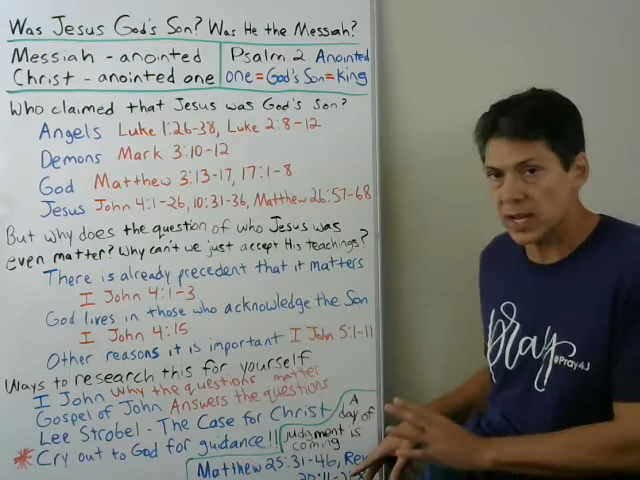 Was Jesus God's Son? Was He the Messiah?
Messiah - anointed
Christ - anointed one
Psalm 2 Anointed
one = God's Son = king
Who claimed that Jesus was God's son?
Angels Luke 1:26-38, Luke 2:8-12
Demons Mark 3:10-12
God Matthew 3:13-17, 17:1-8
Jesus John 4:1-26, 10:31-36, Matthew 26:57-68
But why does the question of who Jesus was
even matter? Why can't we just accept His teachings?
There is already precedent that it matters
I John 4:1-3
God lives in those who acknowledge the Son
I John 4:15
Other reasons it is important I John 5:1-11
Ways to research this for yourself
I John Why the questions matter
Gospel of John Answers the questions
Lee Strobel - The Case for Christ
Cry out to God for guidance!!
A
day of
judgment is
coming
Matthew 25:31-46, Rev
20:11-15
pray
#Pray4J